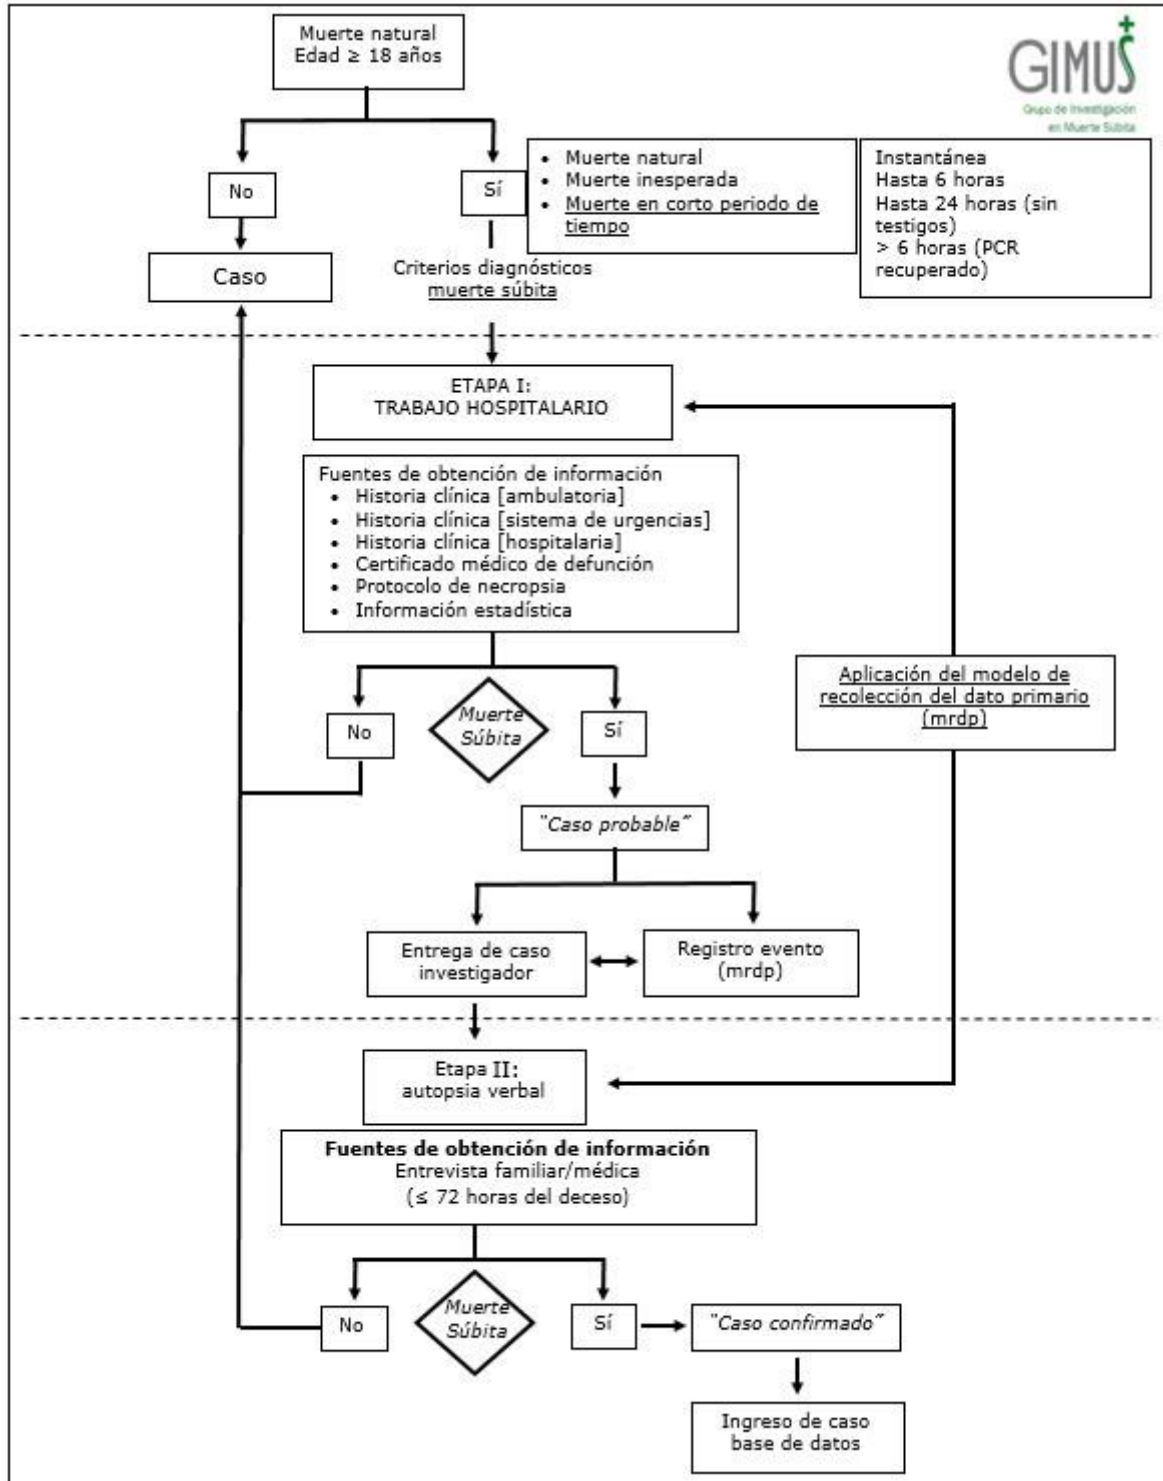 Muerte natural
Edad ≥ 18 años
GIMUS
Grupo de Investigación
en Muerte Súbita
No
Sí
• Muerte natural
• Muerte inesperada
• Muerte en corto periodo de
tiempo
Instantánea
Hasta 6 horas
Hasta 24 horas (sin
testigos)
> 6 horas (PCR
recuperado)
Caso
Criterios diagnósticos
muerte súbita
ETAPA I:
TRABAJO HOSPITALARIO
Fuentes de obtención de información
• Historia clínica [ambulatoria]
• Historia clínica [sistema de urgencias]
• Historia clínica [hospitalaria]
• Certificado médico de defunción
• Protocolo de necropsia
• Información estadística
Aplicación del modelo de
recolección del dato primario
(mrdp)
No
Muerte
Súbita
Sí
"Caso probable"
Entrega de caso
investigador
Registro evento
(mrdp)
Etapa II:
autopsia verbal
Fuentes de obtención de información
Entrevista familiar/médica
(≤ 72 horas del deceso)
No
Muerte
Súbita
Sí
"Caso confirmado"
Ingreso de caso
base de datos